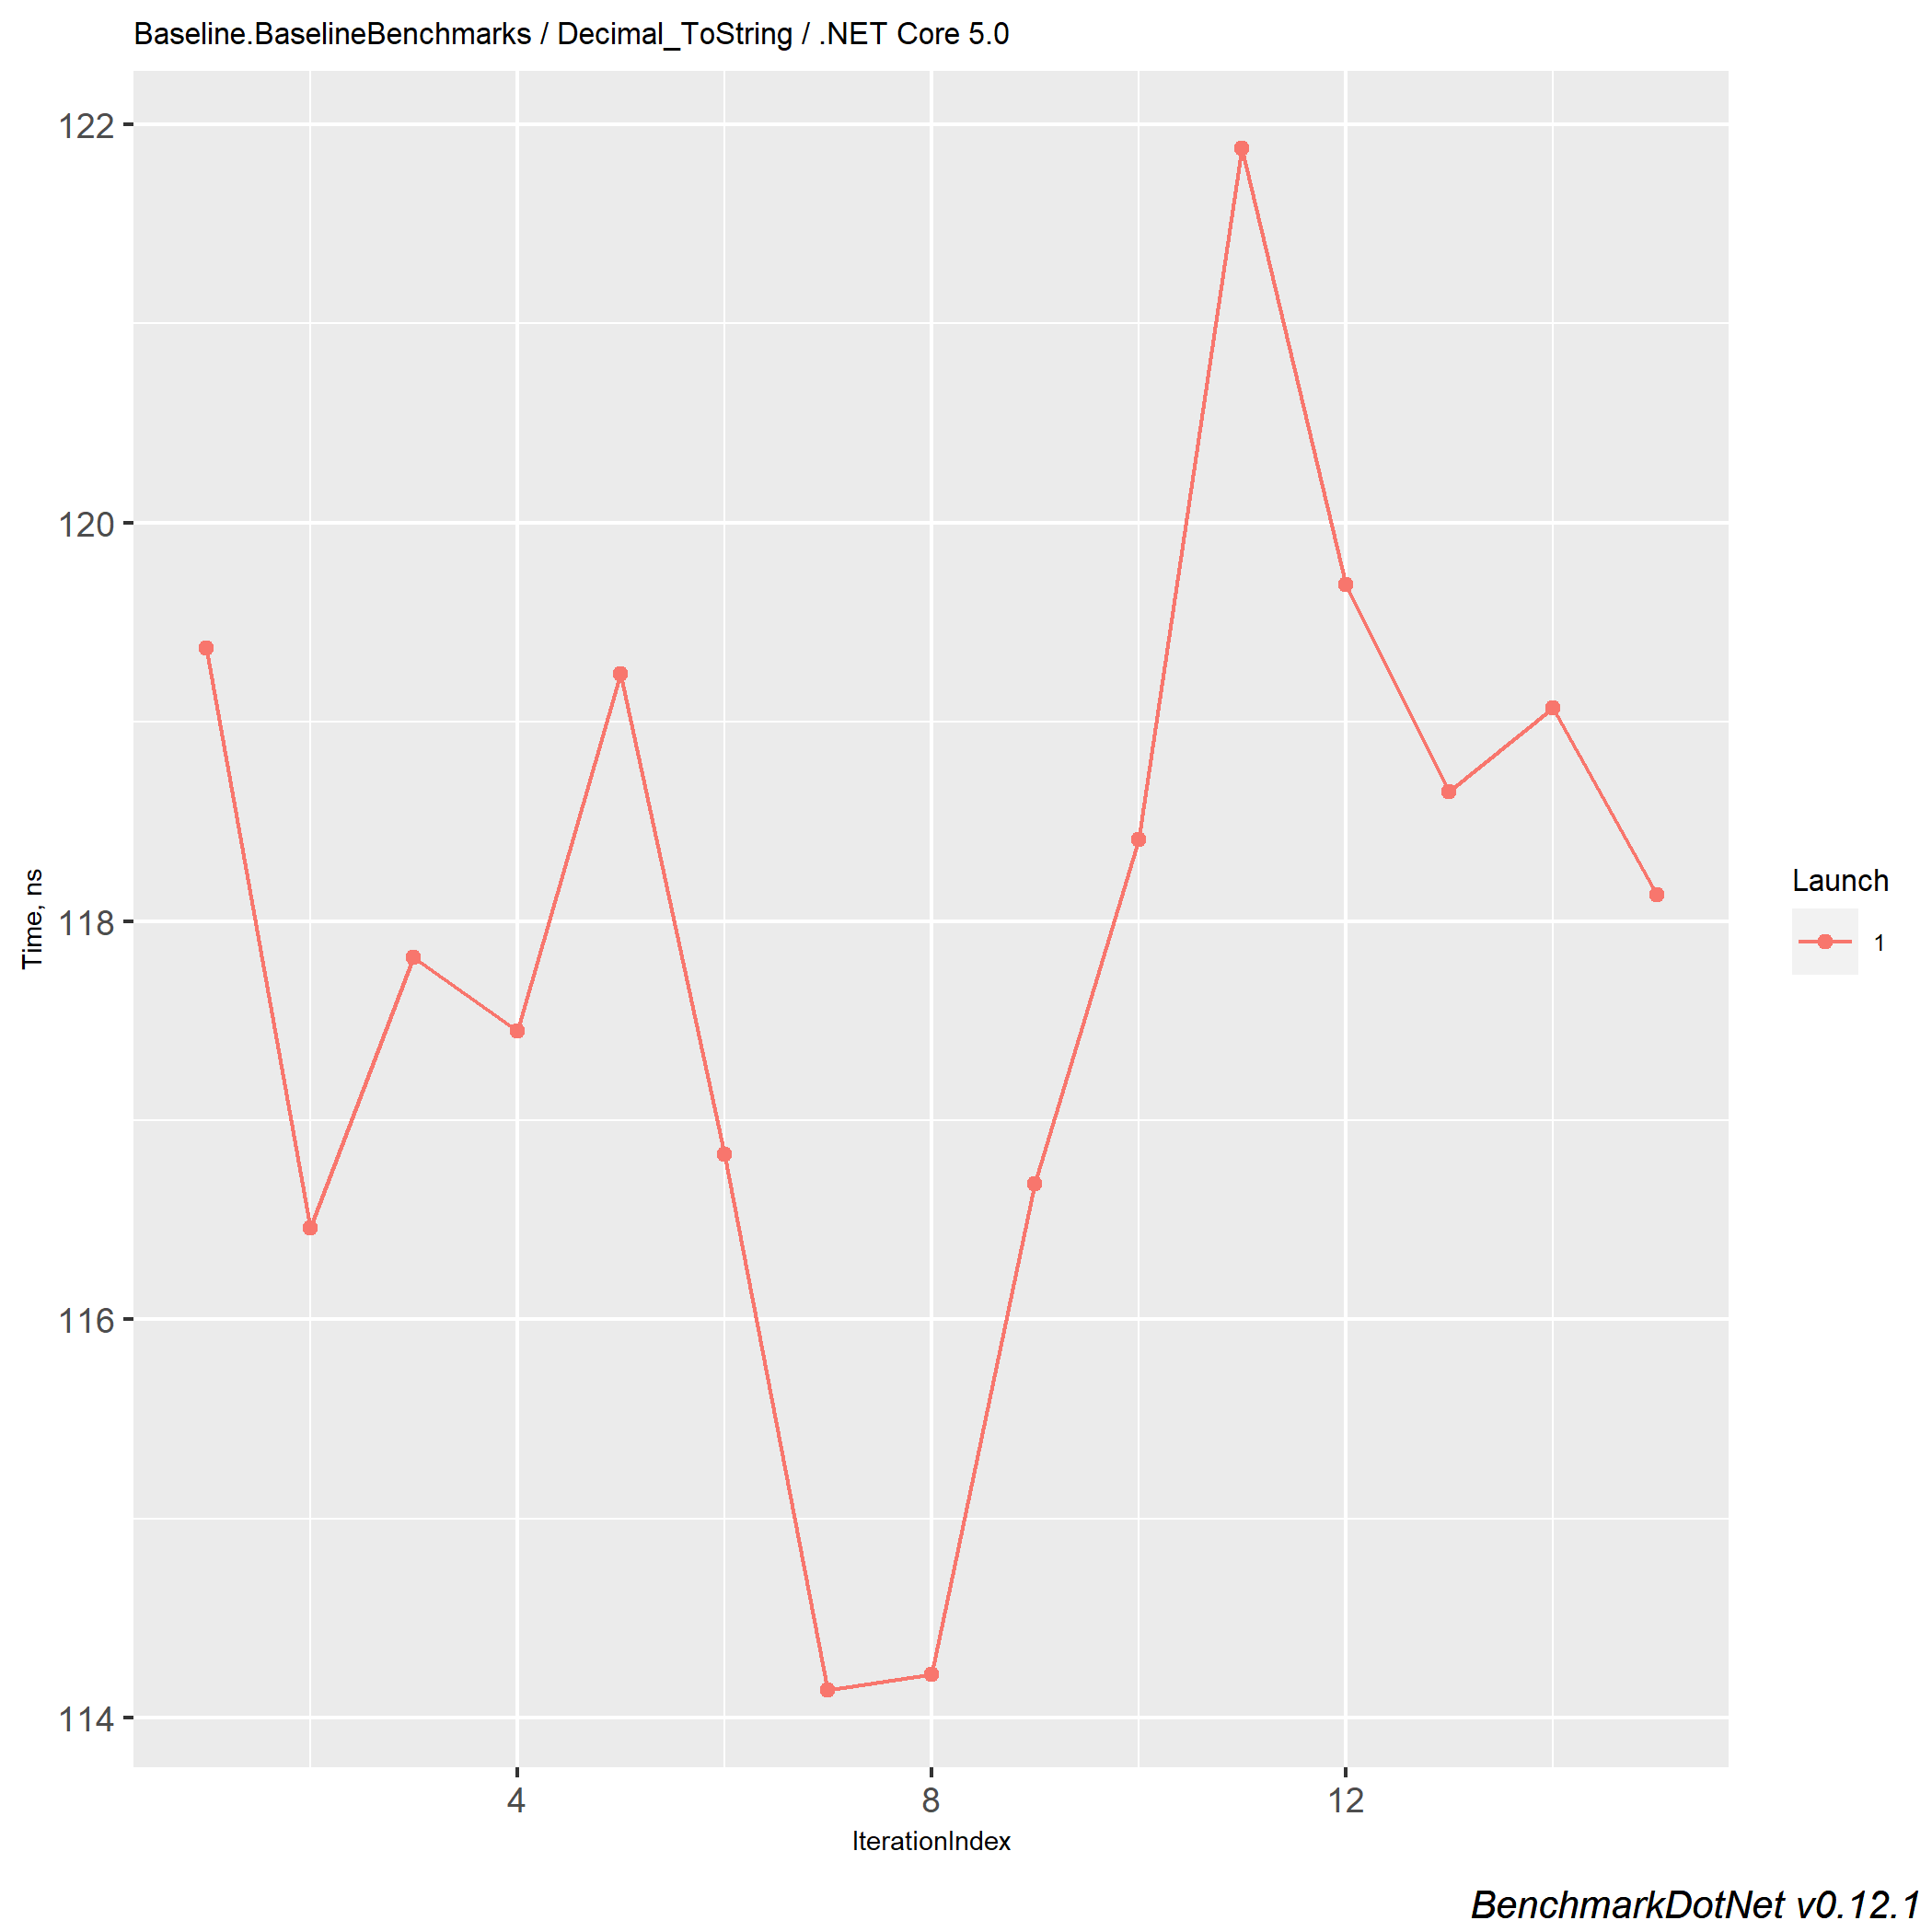 Baseline.BaselineBenchmarks / Decimal_ToString / .NET Core 5.0
122
120
118
116
114
Time, ns
4 8 12
IterationIndex
Launch
1
BenchmarkDotNet v0.12.1